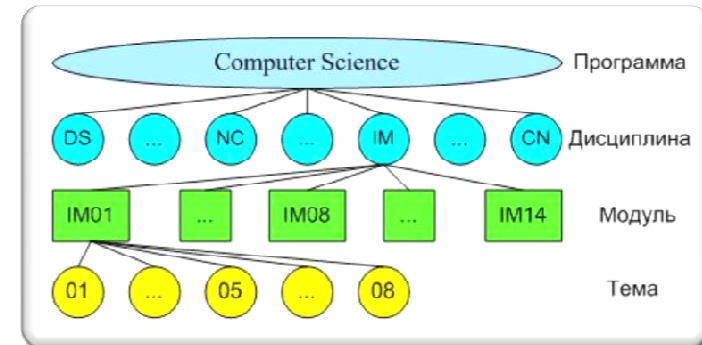 Computer Science Программа
DS ... NC ... IM ... CN Дисциплина
IM01 ... IM08 ... IM14 Модуль
01 ... 05 ... 08 Тема